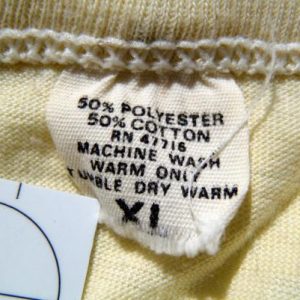 50% POLYESTER
50% COTTON
RN 47716
MACHINE WASH
WARM ONLY
TUMBLE DRY WARM
XL